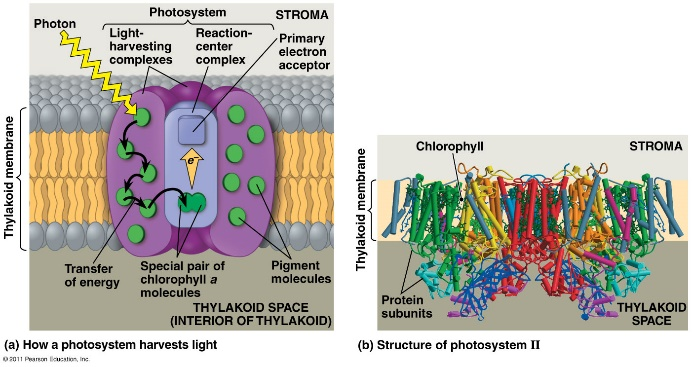 Photosystem
STROMA
Photon
Light-
harvesting
complexes
Reaction-
center
complex
Primary
electron
acceptor
Thylakoid membrane
e–
Transfer
of energy
Special pair of
chlorophyll a
molecules
Pigment
molecules
THYLAKOID SPACE
(INTERIOR OF THYLAKOID)
(a) How a photosystem harvests light
© 2011 Pearson Education, Inc.
Chlorophyll
STROMA
Thylakoid membrane
Protein
subunits
THYLAKOID
SPACE
(b) Structure of photosystem II